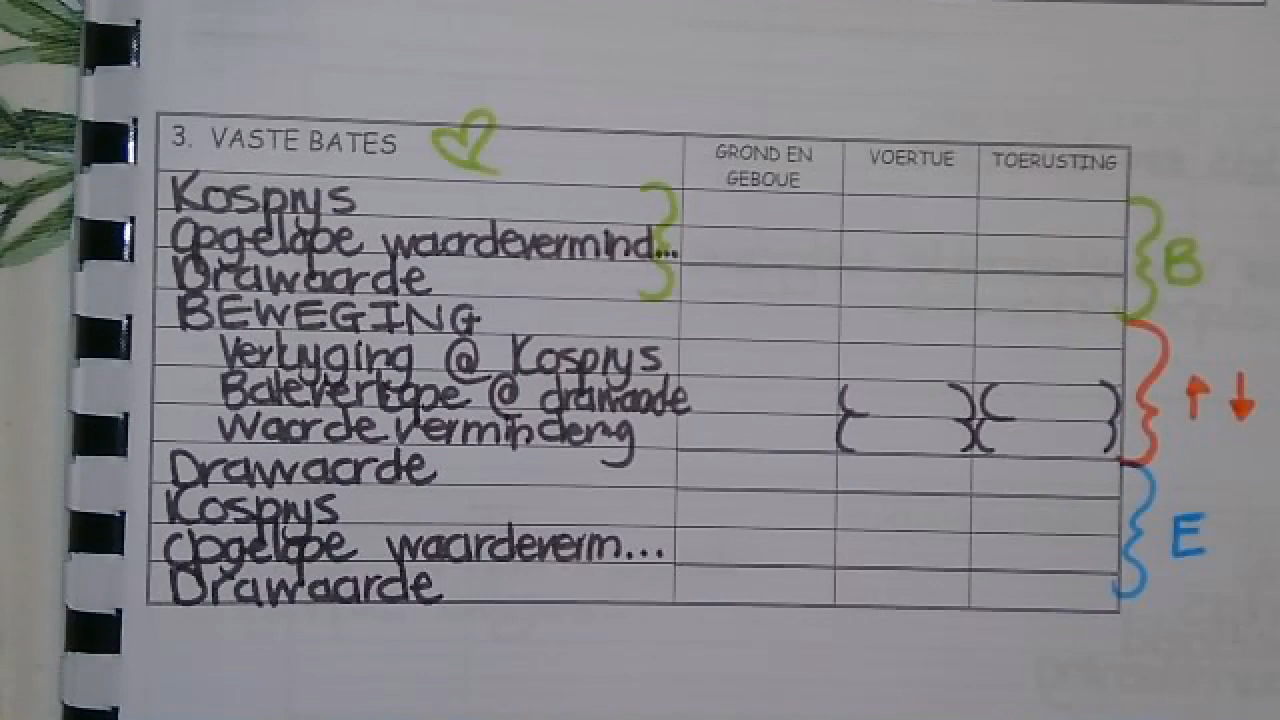 3. VASTE BATES
GROND EN GEBOUE
VOERTUE
TOERUSTING
Kosprys
Opgelope waardevermind...
Drawaarde
B
BEWEGING
Verkryging @ Kosprys
Bateverkope @ drawaarde
( ) ( )
↑ ↓
Waardevermindering
( ) ( )
Drawaarde
Kosprys
Opgelope waardeverm...
E
Drawaarde